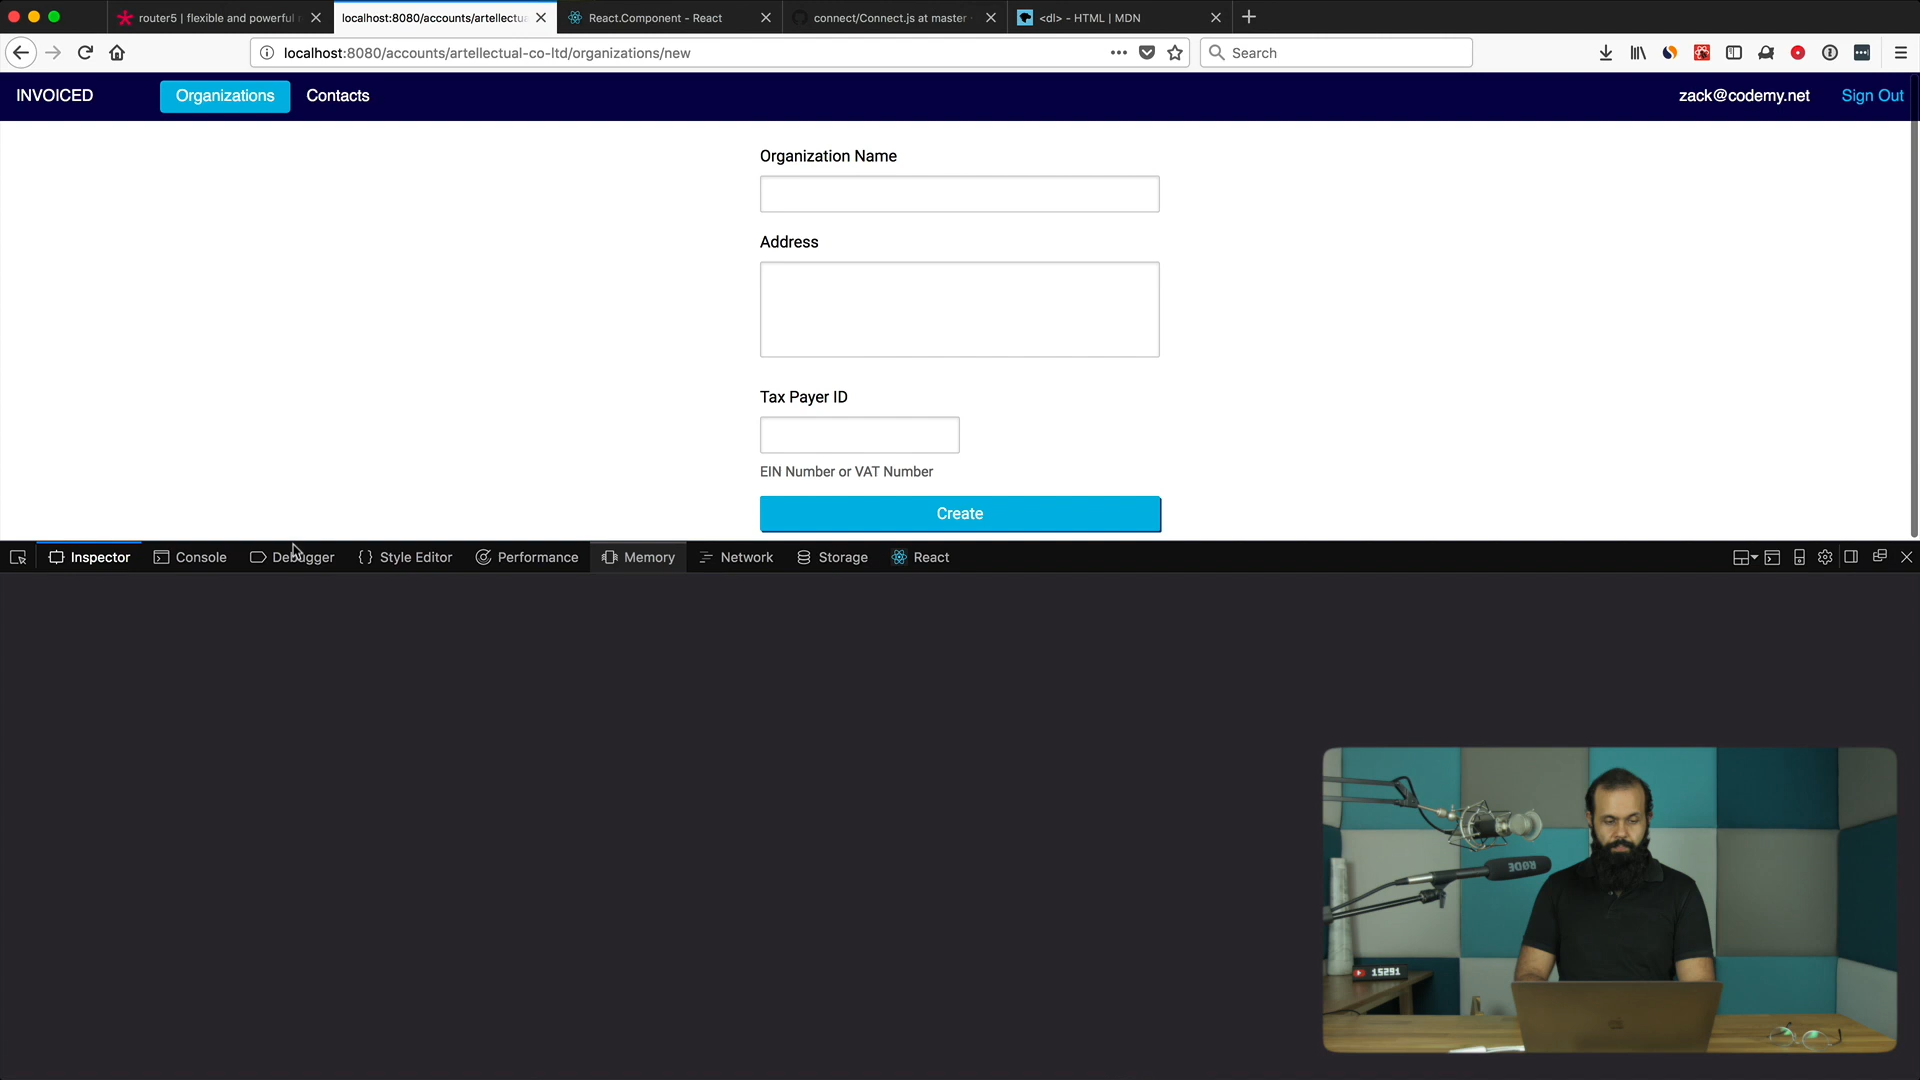 router5 | flexible and powerful
localhost:8080/accounts/artellectua
React.Component - React
connect/Connect.js at master
<dl> - HTML | MDN
localhost:8080/accounts/artellectual-co-ltd/organizations/new
Search
INVOICED
Organizations
Contacts
zack@codemy.net
Sign Out
Organization Name
Address
Tax Payer ID
EIN Number or VAT Number
Create
Inspector
Console
Debugger
Style Editor
Performance
Memory
Network
Storage
React
RØDE
15291